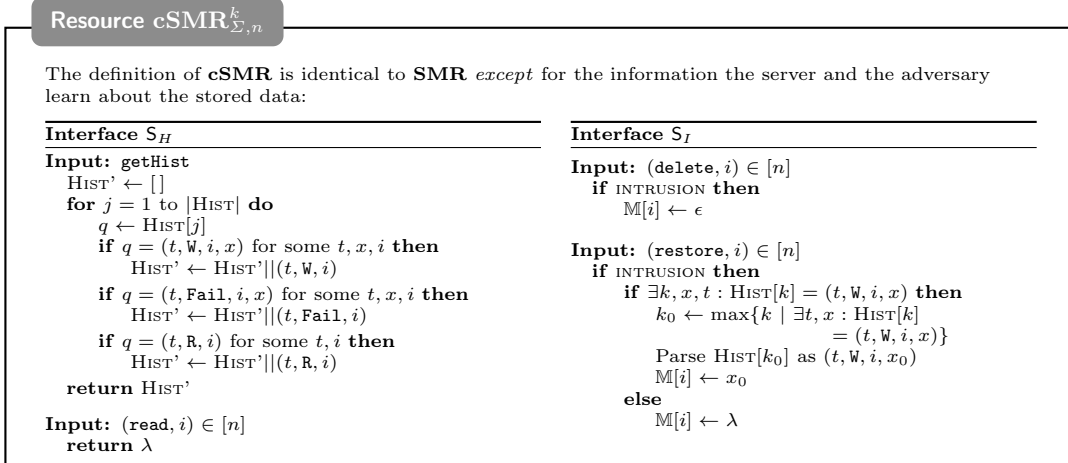 Resource cSMR^k_{Σ,n}
The definition of cSMR is identical to SMR except for the information the server and the adversary
learn about the stored data:
Interface S_H
Input: getHist
HIST' ← [ ]
for j = 1 to |HIST| do
q ← HIST[j]
if q = (t, W, i, x) for some t, x, i then
HIST' ← HIST'||(t, W, i)
if q = (t, Fail, i, x) for some t, x, i then
HIST' ← HIST'||(t, Fail, i)
if q = (t, R, i) for some t, i then
HIST' ← HIST'||(t, R, i)
return HIST'
Input: (read, i) ∈ [n]
return λ
Interface S_I
Input: (delete, i) ∈ [n]
if INTRUSION then
𝕄[i] ← ϵ
Input: (restore, i) ∈ [n]
if INTRUSION then
if ∃k, x, t : HIST[k] = (t, W, i, x) then
k_0 ← max{k | ∃t, x : HIST[k]
= (t, W, i, x)}
Parse HIST[k_0] as (t, W, i, x_0)
𝕄[i] ← x_0
else
𝕄[i] ← λ